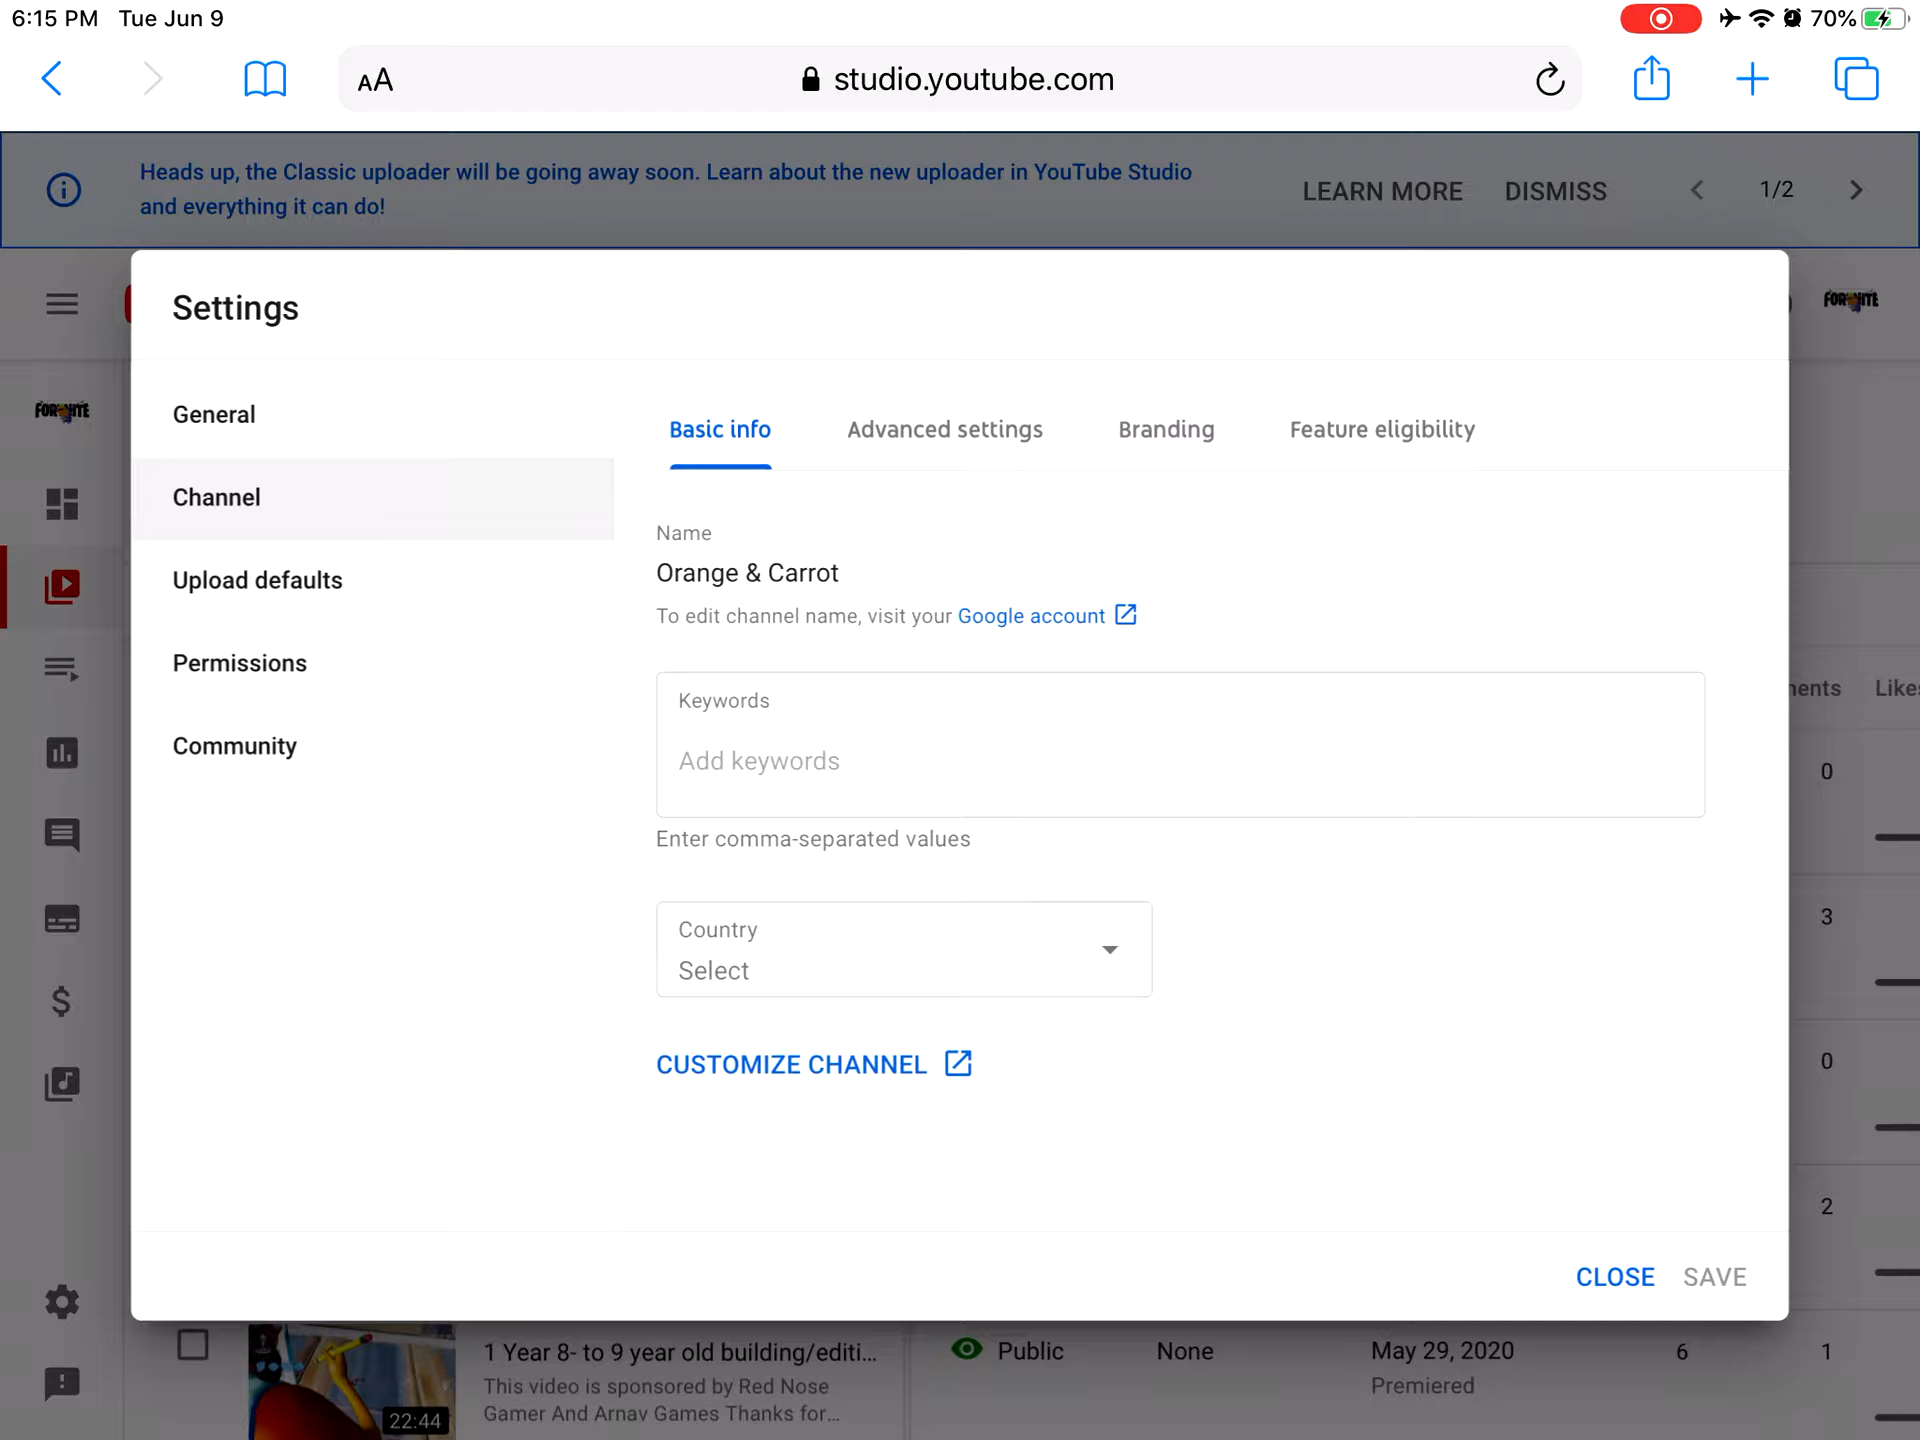 6:15 PM Tue Jun 9
70%
AA
studio.youtube.com
Heads up, the Classic uploader will be going away soon. Learn about the new uploader in YouTube Studio
and everything it can do!
LEARN MORE
DISMISS
1/2
Settings
FORTNITE
FORTNITE
General
Channel
Upload defaults
Permissions
Community
Basic info
Advanced settings
Branding
Feature eligibility
Name
Orange & Carrot
To edit channel name, visit your Google account
Keywords
Add keywords
Enter comma-separated values
Country
Select
CUSTOMIZE CHANNEL
ments
Likes
0
3
0
2
CLOSE
SAVE
1 Year 8- to 9 year old building/editi...
This video is sponsored by Red Nose
Gamer And Arnav Games Thanks for...
22:44
Public
None
May 29, 2020
Premiered
6
1